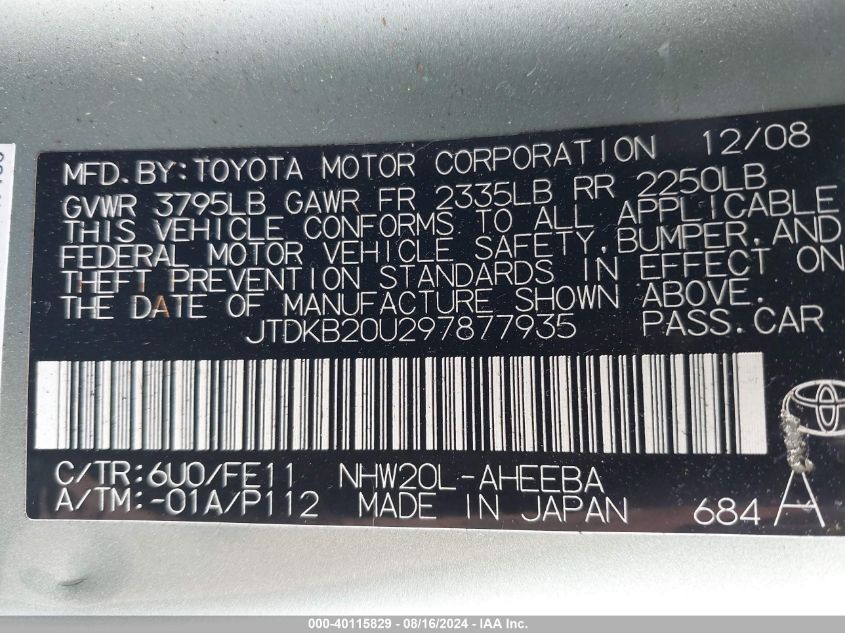 MFD. BY: TOYOTA MOTOR CORPORATION 12/08
GVWR 3795LB GAWR FR 2335LB RR 2250LB
THIS VEHICLE CONFORMS TO ALL APPLICABLE
FEDERAL MOTOR VEHICLE SAFETY, BUMPER, AND
THEFT PREVENTION STANDARDS IN EFFECT ON
THE DATE OF MANUFACTURE SHOWN ABOVE.
JTDKB20U297877935 PASS. CAR
C/TR: 6U0/FE11 NHW20L-AHEEBA
A/TM: -01A/P112 MADE IN JAPAN 684 A
000-40115829 - 08/16/2024 - IAA Inc.